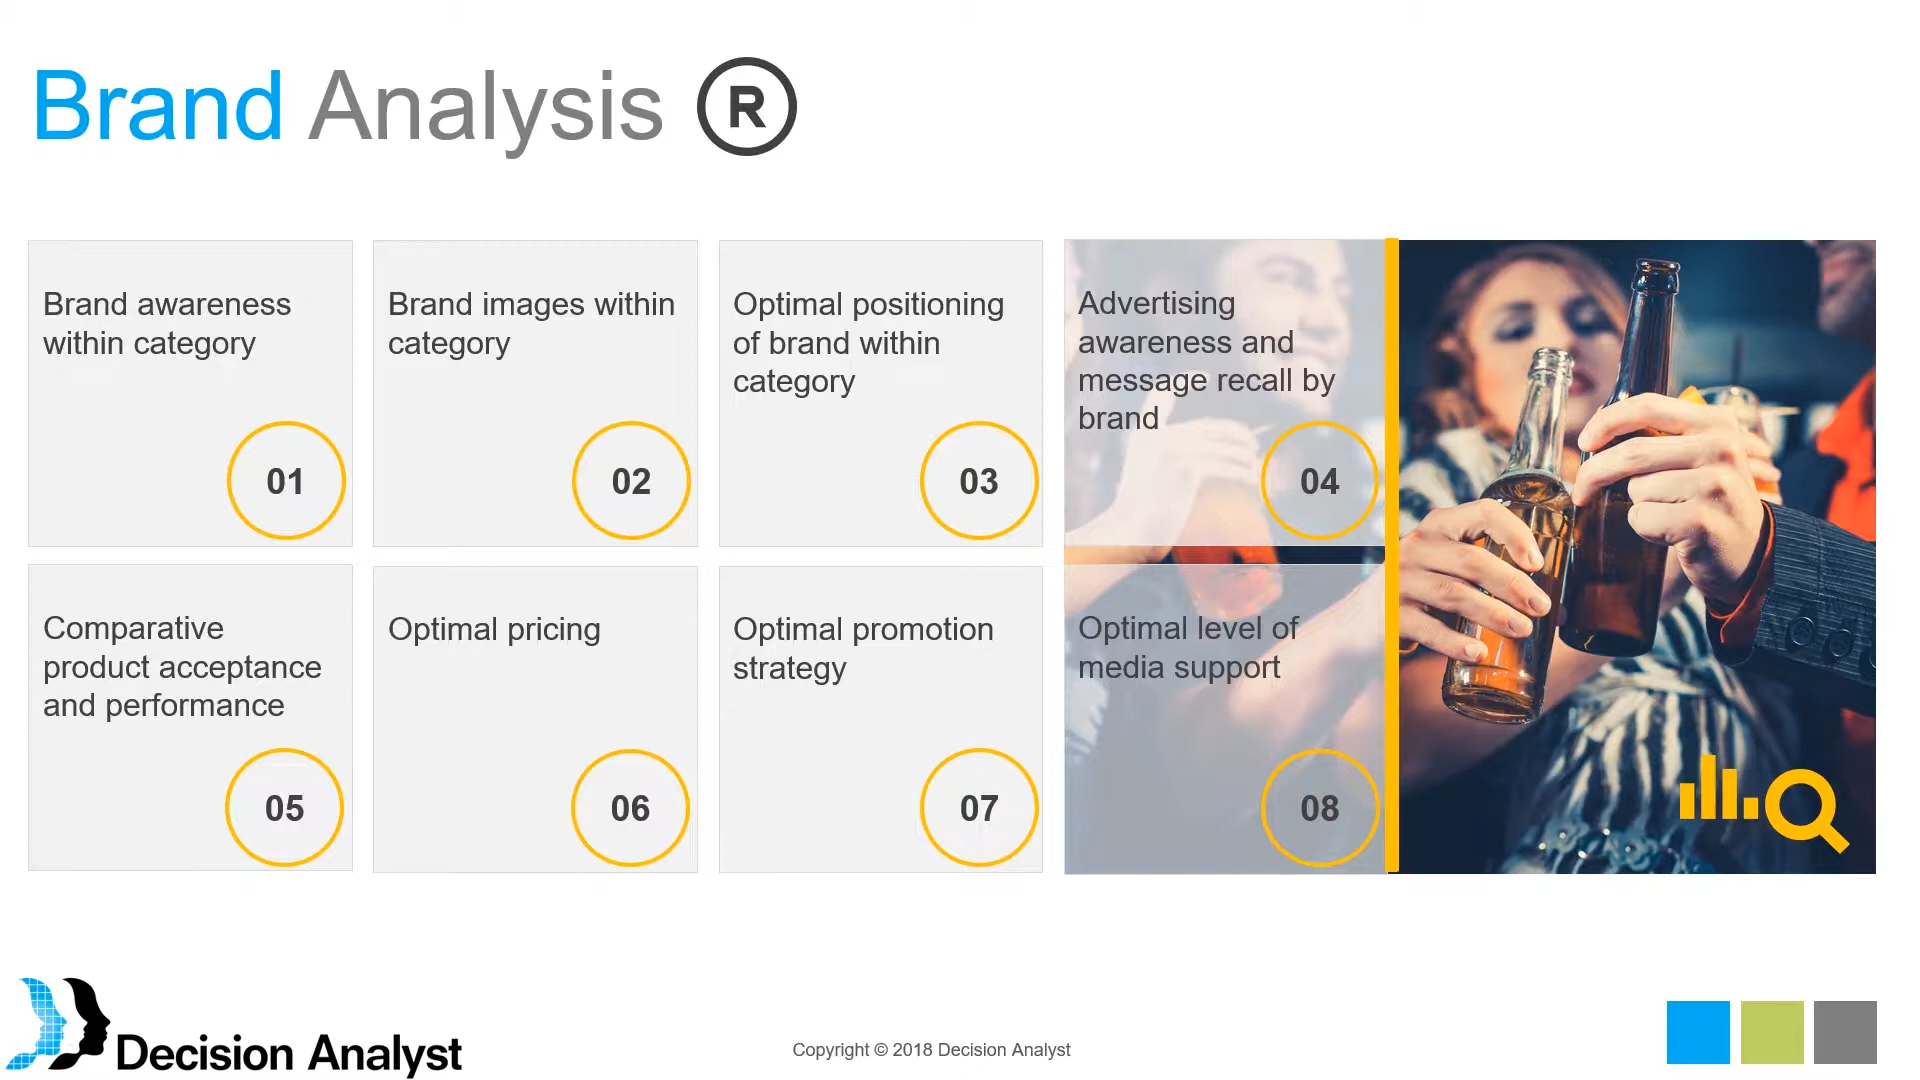 Brand Analysis ®
Brand awareness
within category
01
Brand images within
category
02
Optimal positioning
of brand within
category
03
Advertising
awareness and
message recall by
brand
04
Comparative
product acceptance
and performance
05
Optimal pricing
06
Optimal promotion
strategy
07
Optimal level of
media support
08
Decision Analyst
Copyright © 2018 Decision Analyst